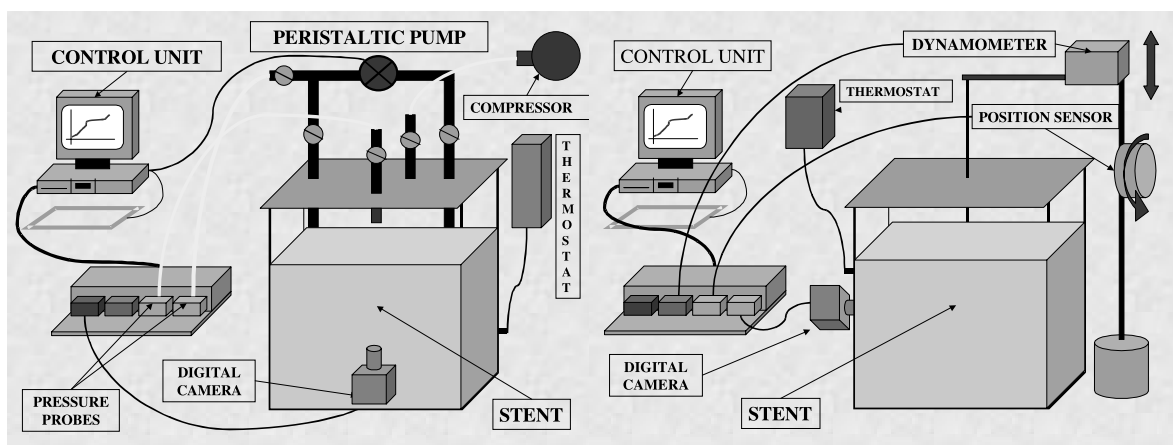 CONTROL UNIT
PERISTALTIC PUMP
COMPRESSOR
T
H
E
R
M
O
S
T
A
T
DIGITAL
CAMERA
PRESSURE
PROBES
STENT
CONTROL UNIT
DYNAMOMETER
THERMOSTAT
POSITION SENSOR
DIGITAL
CAMERA
STENT